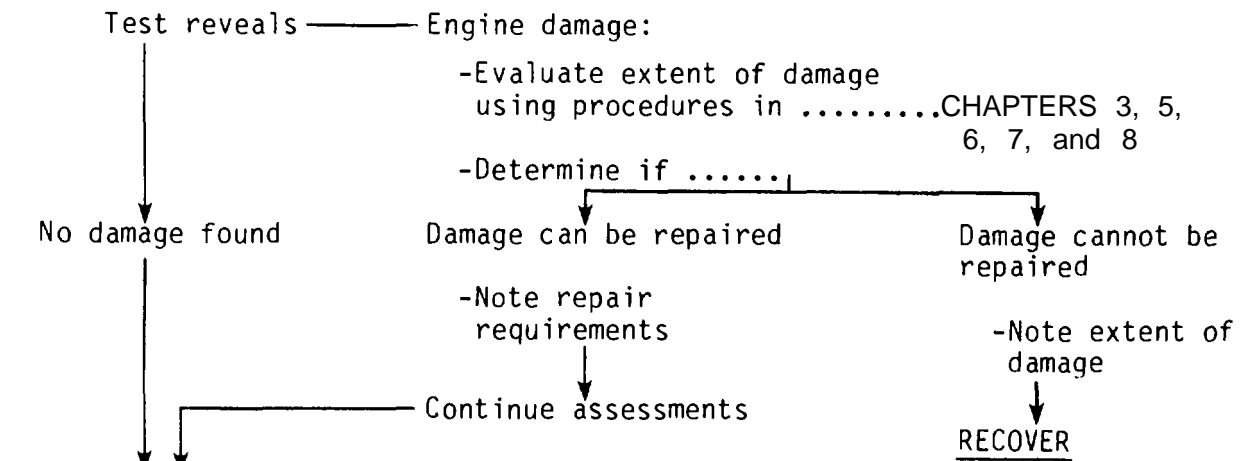 Test reveals Engine damage:
-Evaluate extent of damage
using procedures in .........CHAPTERS 3, 5,
6, 7, and 8
-Determine if ......
No damage found
Damage can be repaired
Damage cannot be
repaired
-Note repair
requirements
-Note extent of
damage
Continue assessments
RECOVER